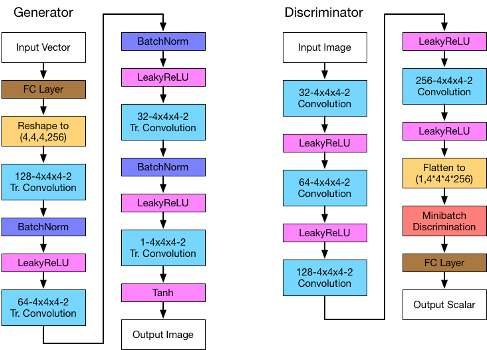 Generator
Input Vector
FC Layer
Reshape to
(4,4,4,256)
128-4x4x4-2
Tr. Convolution
BatchNorm
LeakyReLU
64-4x4x4-2
Tr. Convolution
BatchNorm
LeakyReLU
32-4x4x4-2
Tr. Convolution
BatchNorm
LeakyReLU
1-4x4x4-2
Tr. Convolution
Tanh
Output Image
Discriminator
Input Image
32-4x4x4-2
Convolution
LeakyReLU
64-4x4x4-2
Convolution
LeakyReLU
128-4x4x4-2
Convolution
LeakyReLU
256-4x4x4-2
Convolution
LeakyReLU
Flatten to
(1,4*4*4*256)
Minibatch
Discrimination
FC Layer
Output Scalar